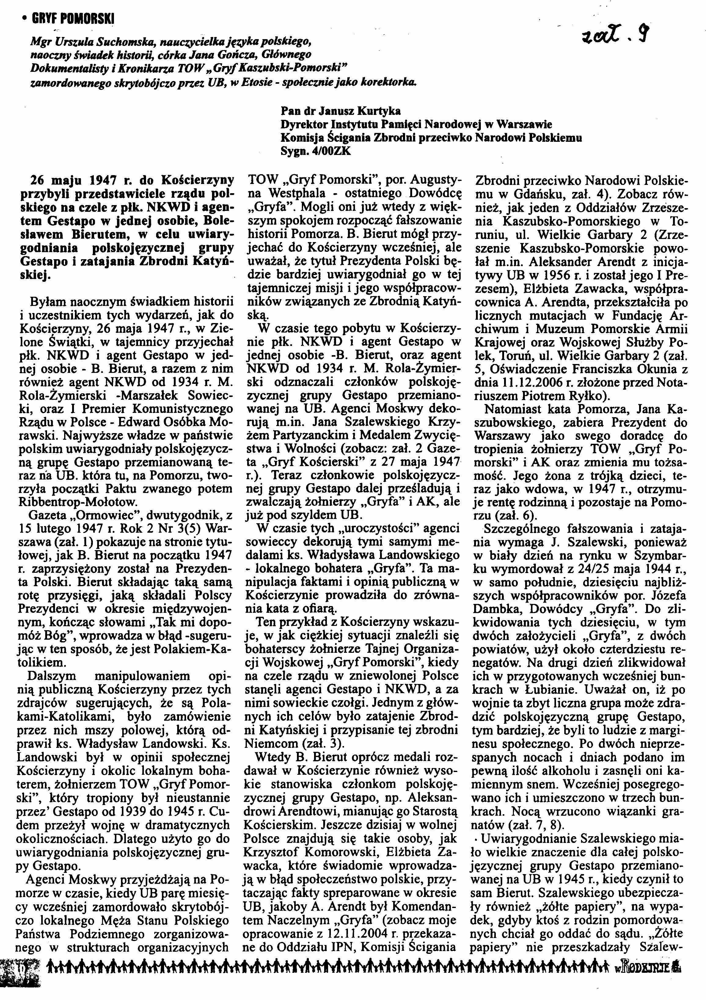 • GRYF POMORSKI
zał. 9
Mgr Urszula Suchomska, nauczycielka języka polskiego,
naoczny świadek historii, córka Jana Gończa, Głównego
Dokumentalisty i Kronikarza TOW „Gryf Kaszubski-Pomorski”
zamordowanego skrytobójczo przez UB, w Etosie - społecznie jako korektorka.
Pan dr Janusz Kurtyka
Dyrektor Instytutu Pamięci Narodowej w Warszawie
Komisja Ścigania Zbrodni przeciwko Narodowi Polskiemu
Sygn. 4/00ZK
26 maju 1947 r. do Kościerzyny
przybyli przedstawiciele rządu pol-
skiego na czele z płk. NKWD i agen-
tem Gestapo w jednej osobie, Bole-
sławem Bierutem, w celu uwiary-
godniania polskojęzycznej grupy
Gestapo i zatajania Zbrodni Katyń-
skiej.
Byłam naocznym świadkiem historii
i uczestnikiem tych wydarzeń, jak do
Kościerzyny, 26 maja 1947 r., w Zie-
lone Świątki, w tajemnicy przyjechał
płk. NKWD i agent Gestapo w jed-
nej osobie - B. Bierut, a razem z nim
również agent NKWD od 1934 r. M.
Rola-Żymierski -Marszałek Sowiec-
ki, oraz I Premier Komunistycznego
Rządu w Polsce - Edward Osóbka Mo-
rawski. Najwyższe władze w państwie
polskim uwiarygodniały polskojęzycz-
ną grupę Gestapo przemianowaną te-
raz na UB. która tu, na Pomorzu, two-
rzyła początki Paktu zwanego potem
Ribbentrop-Mołotow.
Gazeta „Ormowiec”, dwutygodnik, z
15 lutego 1947 r. Rok 2 Nr 3(5) War-
szawa (zał. 1) pokazuje na stronie tytu-
łowej, jak B. Bierut na początku 1947
r. zaprzysiężony został na Prezyden-
ta Polski. Bierut składając taką samą
rotę przysięgi, jaką składali Polscy
Prezydenci w okresie międzywojen-
nym, kończąc słowami „Tak mi dopo-
móż Bóg”, wprowadza w błąd -sugeru-
jąc w ten sposób, że jest Polakiem-Ka-
tolikiem.
Dalszym manipulowaniem opi-
nią publiczną Kościerzyny przez tych
zdrajców sugerujących, że są Pola-
kami-Katolikami, było zamówienie
przez nich mszy polowej, którą od-
prawił ks. Władysław Landowski. Ks.
Landowski był w opinii społecznej
Kościerzyny i okolic lokalnym boha-
terem, żołnierzem TOW „Gryf Pomor-
ski”, który tropiony był nieustannie
przez’ Gestapo od 1939 do 1945 r. Cu-
dem przeżył wojnę w dramatycznych
okolicznościach. Dlatego użyto go do
uwiarygodniania polskojęzycznej gru-
py Gestapo.
Agenci Moskwy przyjeżdżają na Po-
morze w czasie, kiedy UB parę miesię-
cy wcześniej zamordowało skrytobój-
czo lokalnego Męża Stanu Polskiego
Państwa Podziemnego zorganizowa-
nego w strukturach organizacyjnych
TOW „Gryf Pomorski”, por. Augusty-
na Westphala - ostatniego Dowódcę
„Gryfa”. Mogli oni już wtedy z więk-
szym spokojem rozpocząć fałszowanie
historii Pomorza. B. Bierut mógł przy-
jechać do Kościerzyny wcześniej, ale
uważał, że tytuł Prezydenta Polski bę-
dzie bardziej uwiarygodniał go w tej
tajemniczej misji i jego współpracow-
ników związanych ze Zbrodnią Katyń-
ską.
W czasie tego pobytu w Kościerzy-
nie płk. NKWD i agent Gestapo w
jednej osobie -B. Bierut, oraz agent
NKWD od 1934 r. M. Rola-Żymier-
ski odznaczali członków polskoję-
zycznej grupy Gestapo przemiano-
wanej na UB. Agenci Moskwy deko-
rują m.in. Jana Szalewskiego Krzy-
żem Partyzanckim i Medalem Zwycię-
stwa i Wolności (zobacz: zał. 2 Gaze-
ta „Gryf Kościerski” z 27 maja 1947
r.). Teraz członkowie polskojęzycz-
nej grupy Gestapo dalej prześladują i
zwalczają żołnierzy „Gryfa” i AK, ale
już pod szyldem UB.
W czasie tych „uroczystości” agenci
sowieccy dekorują tymi samymi me-
dalami ks. Władysława Landowskiego
- lokalnego bohatera „Gryfa”. Ta ma-
nipulacja faktami i opinią publiczną w
Kościerzynie prowadziła do zrówna-
nia kata z ofiarą.
Ten przykład z Kościerzyny wskazu-
je, w jak ciężkiej sytuacji znaleźli się
bohaterscy żołnierze Tajnej Organiza-
cji Wojskowej „Gryf Pomorski”, kiedy
na czele rządu w zniewolonej Polsce
stanęli agenci Gestapo i NKWD, a za
nimi sowieckie czołgi. Jednym z głów-
nych ich celów było zatajenie Zbrod-
ni Katyńskiej i przypisanie tej zbrodni
Niemcom (zał. 3).
Wtedy B. Bierut oprócz medali roz-
dawał w Kościerzynie również wyso-
kie stanowiska członkom polskoję-
zycznej grupy Gestapo, np. Aleksan-
drowi Arendtowi, mianując go Starostą
Kościerskim. Jeszcze dzisiaj w wolnej
Polsce znajdują się takie osoby, jak
Krzysztof Komorowski, Elżbieta Za-
wacka, które świadomie wprowadza-
ją w błąd społeczeństwo polskie, przy-
taczając fakty spreparowane w okresie
UB, jakoby A. Arendt był Komendan-
tem Naczelnym „Gryfa” (zobacz moje
opracowanie z 12.11.2004 r. przekaza-
ne do Oddziału IPN, Komisji Ścigania
Zbrodni przeciwko Narodowi Polskie-
mu w Gdańsku, zał. 4). Zobacz rów-
nież, jak jeden z Oddziałów Zrzesze-
nia Kaszubsko-Pomorskiego w To-
runiu, ul. Wielkie Garbary 2 (Zrze-
szenie Kaszubsko-Pomorskie powo-
łał m.in. Aleksander Arendt z inicja-
tywy UB w 1956 r. i został jego I Pre-
zesem), Elżbieta Zawacka, współpra-
cownica A. Arendta, przekształciła po
licznych mutacjach w Fundację Ar-
chiwum i Muzeum Pomorskie Armii
Krajowej oraz Wojskowej Służby Po-
lek, Toruń, ul. Wielkie Garbary 2 (zał.
5, Oświadczenie Franciszka Okunia z
dnia 11.12.2006 r. złożone przed Nota-
riuszem Piotrem Ryłko).
Natomiast kata Pomorza, Jana Ka-
szubowskiego, zabiera Prezydent do
Warszawy jako swego doradcę do
tropienia żołnierzy TOW „Gryf Po-
morski” i AK oraz zmienia mu tożsa-
mość. Jego żona z trójką dzieci, te-
raz jako wdowa, w 1947 r., otrzymu-
je rentę rodzinną i pozostaje na Pomo-
rzu (zał. 6).
Szczególnego fałszowania i zataja-
nia wymaga J. Szalewski, ponieważ
w biały dzień na rynku w Szymbar-
ku wymordował z 24/25 maja 1944 r.,
w samo południe, dziesięciu najbliż-
szych współpracowników por. Józefa
Dambka, Dowódcy „Gryfa”. Do zli-
kwidowania tych dziesięciu, w tym
dwóch założycieli „Gryfa”, z dwóch
powiatów, użył około czterdziestu re-
negatów. Na drugi dzień zlikwidował
ich w przygotowanych wcześniej bun-
krach w Łubianie. Uważał on, iż po
wojnie ta zbyt liczna grupa może zdra-
dzić polskojęzyczną grupę Gestapo,
tym bardziej, że byli to ludzie z margi-
nesu społecznego. Po dwóch nieprze-
spanych nocach i dniach podano im
pewną ilość alkoholu i zasnęli oni ka-
miennym snem. Wcześniej posegrego-
wano ich i umieszczono w trzech bun-
krach. Nocą wrzucono wiązanki gra-
natów (zał. 7, 8).
Uwiarygodnianie Szalewskiego mia-
ło wielkie znaczenie dla całej polsko-
języcznej grupy Gestapo przemiano-
wanej na UB w 1945 r., kiedy czynił to
sam Bierut. Szalewskiego ubezpiecza-
ły również „żółte papiery”, na wypa-
dek, gdyby ktoś z rodzin pomordowa-
nych chciał go oddać do sądu. „Żółte
papiery” nie przeszkadzały Szalew-
wRODZINIE